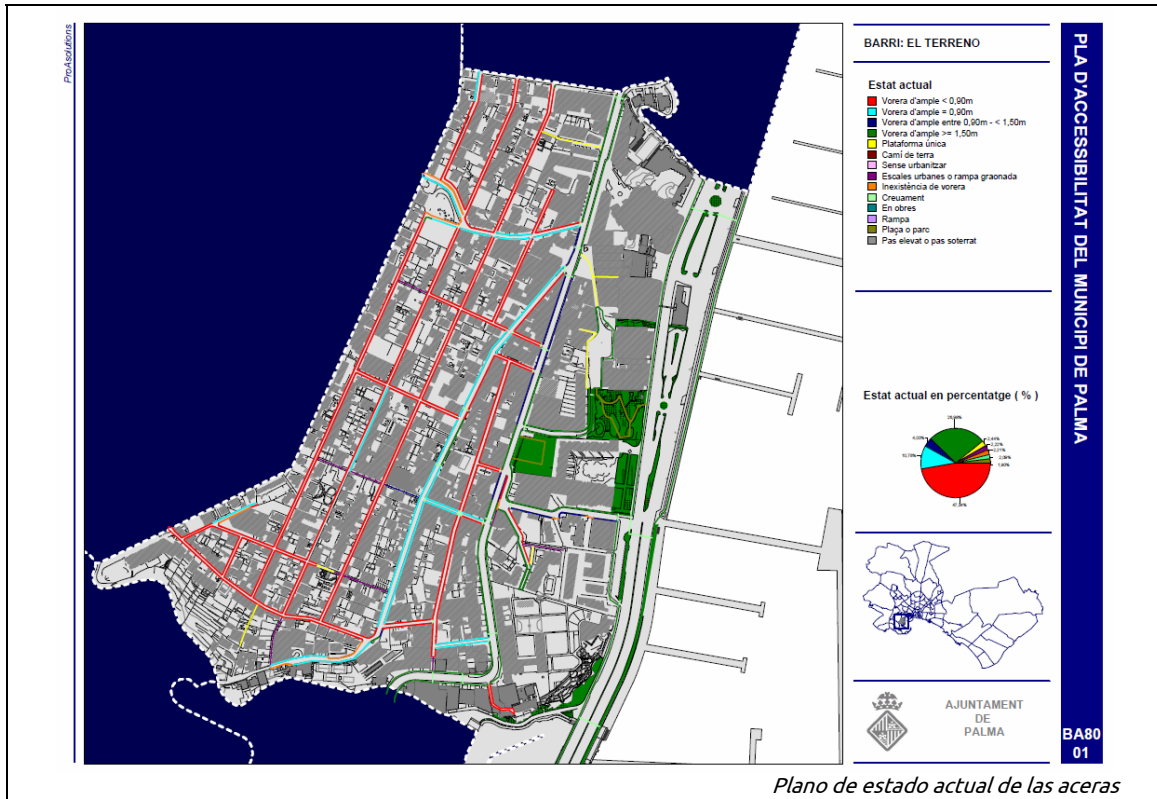 ProAsolutions
BARRI: EL TERRENO
Estat actual
Vorera d'ample < 0,90m
Vorera d'ample = 0,90m
Vorera d'ample entre 0,90m - < 1,50m
Vorera d'ample >= 1,50m
Plataforma única
Camí de terra
Sense urbanitzar
Escales urbanes o rampa graonada
Inexistència de vorera
Creuament
En obres
Rampa
Plaça o parc
Pas elevat o pas soterrat
Estat actual en percentatge ( % )
AJUNTAMENT
DE
PALMA
PLA D'ACCESSIBILITAT DEL MUNICIPI DE PALMA
BA80
01
Plano de estado actual de las aceras